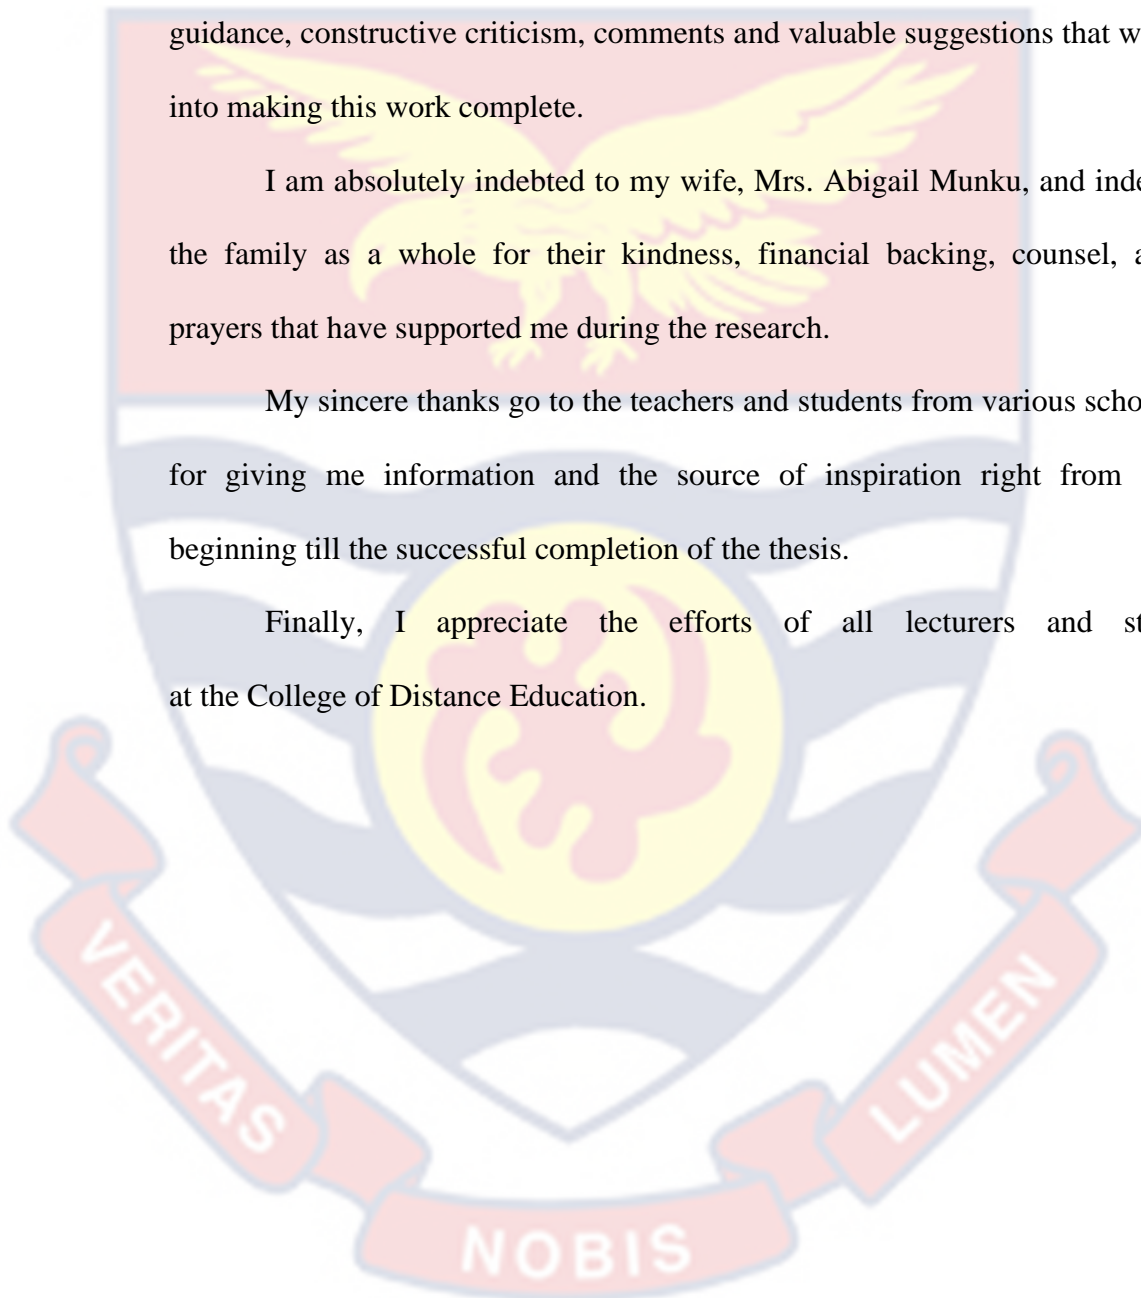 guidance, constructive criticism, comments and valuable suggestions that w
into making this work complete.
I am absolutely indebted to my wife, Mrs. Abigail Munku, and inde
the family as a whole for their kindness, financial backing, counsel, a
prayers that have supported me during the research.
My sincere thanks go to the teachers and students from various scho
for giving me information and the source of inspiration right from
beginning till the successful completion of the thesis.
Finally, I appreciate the efforts of all lecturers and st
at the College of Distance Education.
VERITAS
NOBIS
LUMEN